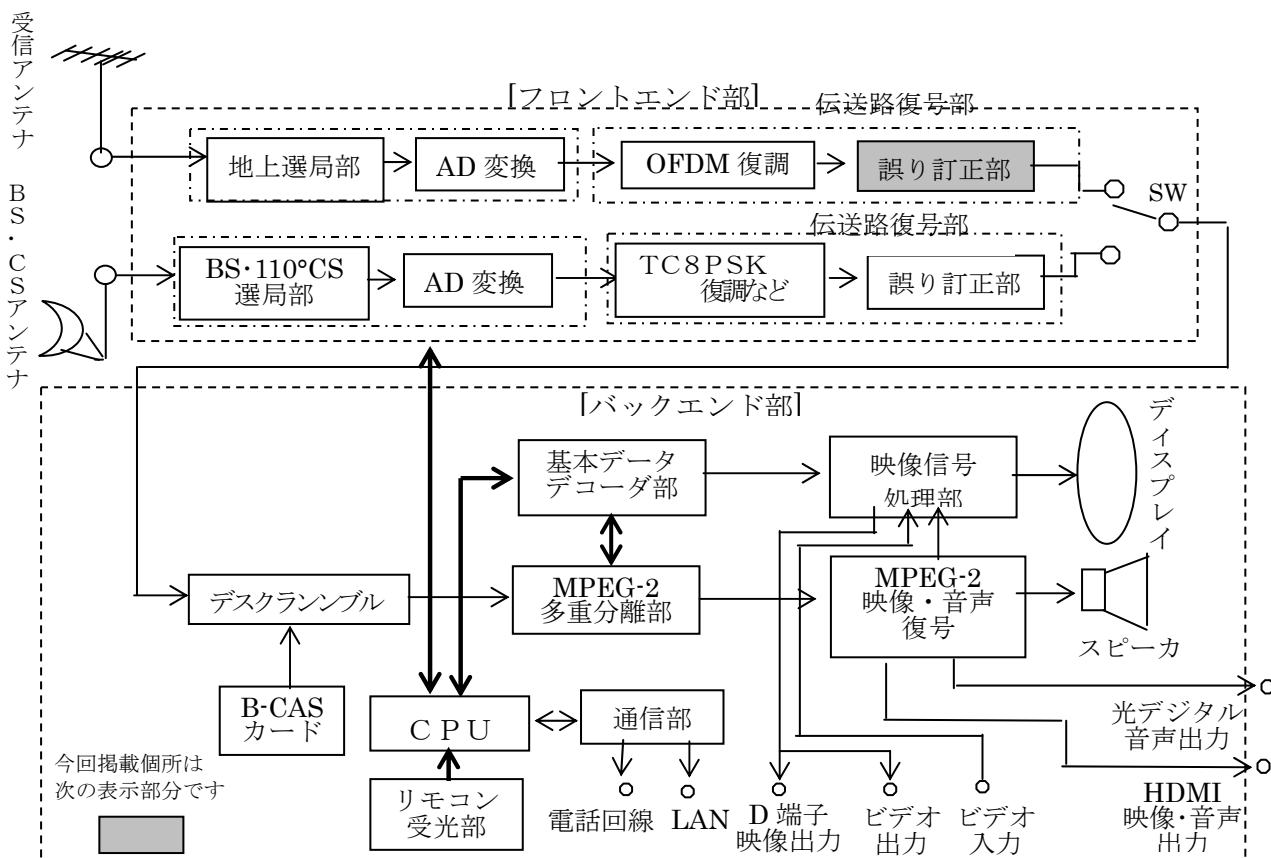 受信アンテナ
[フロントエンド部]
伝送路復号部
地上選局部
AD 変換
OFDM 復調
誤り訂正部
SW
BS・CSアンテナ
伝送路復号部
BS・110°CS
選局部
AD 変換
TC8PSK
復調など
誤り訂正部
[バックエンド部]
ディスプレイ
基本データ
デコーダ部
映像信号
処理部
デスクランンブル
MPEG-2
多重分離部
MPEG-2
映像・音声
復号
スピーカ
B-CAS
カード
CPU
通信部
光デジタル
音声出力
今回掲載個所は
次の表示部分です
リモコン
受光部
電話回線
LAN
D 端子
映像出力
ビデオ
出力
ビデオ
入力
HDMI
映像・音声
出力